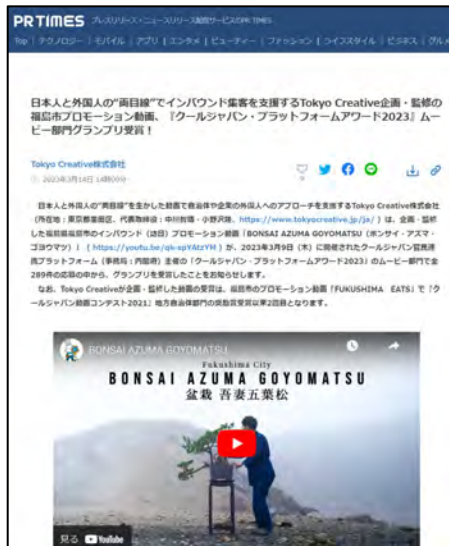 PRTIMES プレスリリース・ニュースリリース配信サービスのPR TIMES
Top | テクノロジー | モバイル | アプリ | エンタメ | ビューティー | ファッション | ライフスタイル | ビジネス | グルメ
日本人と外国人の"両目線"でインバウンド集客を支援するTokyo Creative企画・監修の
福島市プロモーション動画、『クールジャパン・プラットフォームアワード2023』ムー
ビー部門グランプリ受賞！
Tokyo Creative株式会社
2023年3月14日 14時00分
日本人と外国人の"両目線"を生かした動画で自治体や企業の外国人へのアプローチを支援するTokyo Creative株式会社
（所在地：東京都墨田区、代表取締役：中川智博・小野沢隆、https://www.tokyocreative.jp/ja/ ）は、企画・監修
した福島県福島市のインバウンド（訪日）プロモーション動画「BONSAI AZUMA GOYOMATSU（ボンサイ・アズマ・
ゴヨウマツ）」（ https://youtu.be/qk-spYAtzYM ）が、2023年3月9日（木）に開催されたクールジャパン官民連
携プラットフォーム（事務局：内閣府）主催の「クールジャパン・プラットフォームアワード2023」のムービー部門で全
289件の応募の中から、グランプリを受賞したことをお知らせします。
なお、Tokyo Creativeが企画・監修した動画の受賞は、福島市のプロモーション動画「FUKUSHIMA EATS」で『ク
ールジャパン動画コンテスト2021』地方自治体部門の奨励賞受賞以来2回目となります。
BONSAI AZUMA GOYOMATSU
Fukushima City
BONSAI AZUMA GOYOMATSU
盆栽 吾妻五葉松
見る YouTube